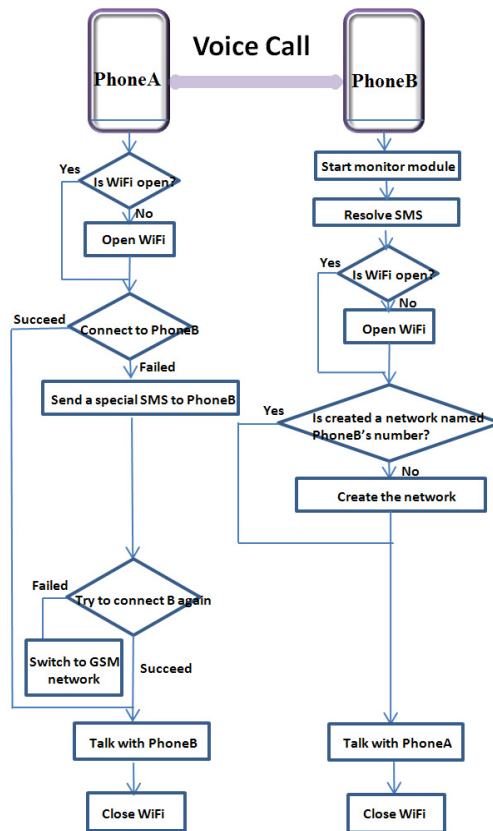 Voice Call
PhoneA
PhoneB
Yes
Is WiFi open?
No
Open WiFi
Succeed
Connect to PhoneB
Failed
Send a special SMS to PhoneB
Failed
Try to connect B again
Switch to GSM
network
Succeed
Talk with PhoneB
Close WiFi
Start monitor module
Resolve SMS
Yes
Is WiFi open?
No
Open WiFi
Yes
Is created a network named
PhoneB's number?
No
Create the network
Talk with PhoneA
Close WiFi